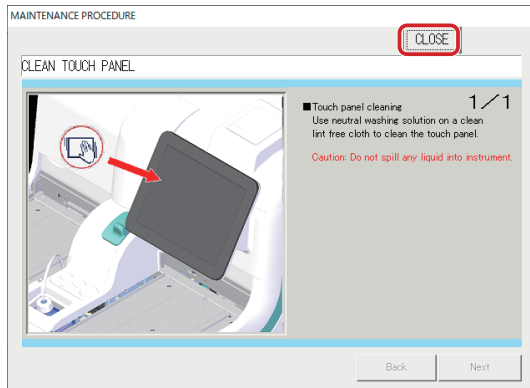 MAINTENANCE PROCEDURE
CLOSE
CLEAN TOUCH PANEL
■Touch panel cleaning 1/1
Use neutral washing solution on a clean
lint free cloth to clean the touch panel.
Caution: Do not spill any liquid into instrument.
Back Next